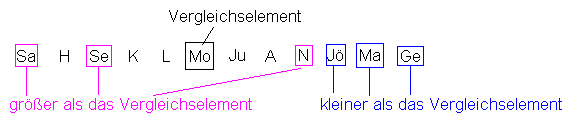 Vergleichselement
Sa H Se K L Mo Ju A N Jö Ma Ge
größer als das Vergleichselement kleiner als das Vergleichselement